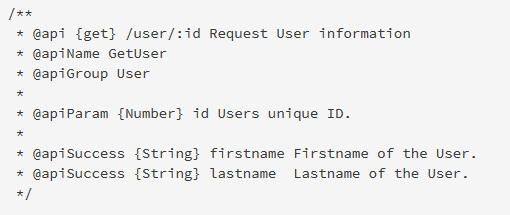 /**
 * @api {get} /user/:id Request User information
 * @apiName GetUser
 * @apiGroup User
 *
 * @apiParam {Number} id Users unique ID.
 *
 * @apiSuccess {String} firstname Firstname of the User.
 * @apiSuccess {String} lastname  Lastname of the User.
 */